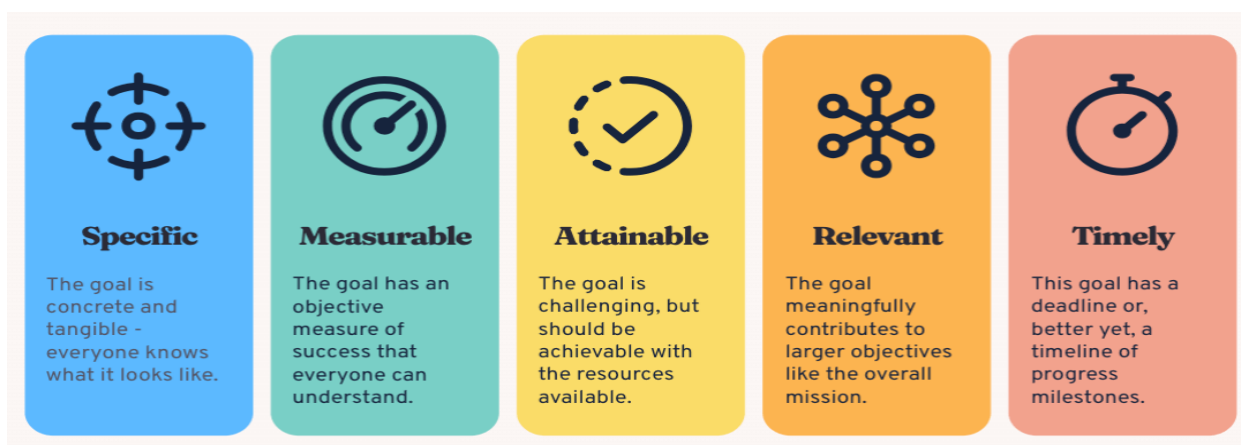 Specific
The goal is
concrete and
tangible -
everyone knows
what it looks like.
Measurable
The goal has an
objective
measure of
success that
everyone can
understand.
Attainable
The goal is
challenging, but
should be
achievable with
the resources
available.
Relevant
The goal
meaningfully
contributes to
larger objectives
like the overall
mission.
Timely
This goal has a
deadline or,
better yet, a
timeline of
progress
milestones.